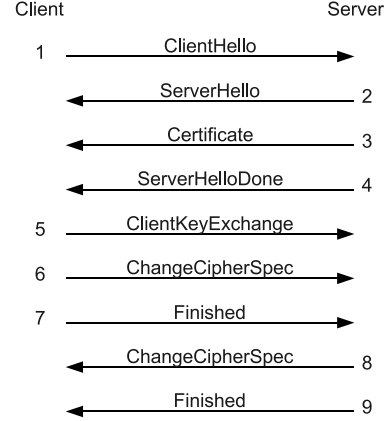 Client Server
1 ClientHello
ServerHello 2
Certificate 3
ServerHelloDone 4
5 ClientKeyExchange
6 ChangeCipherSpec
7 Finished
ChangeCipherSpec 8
Finished 9